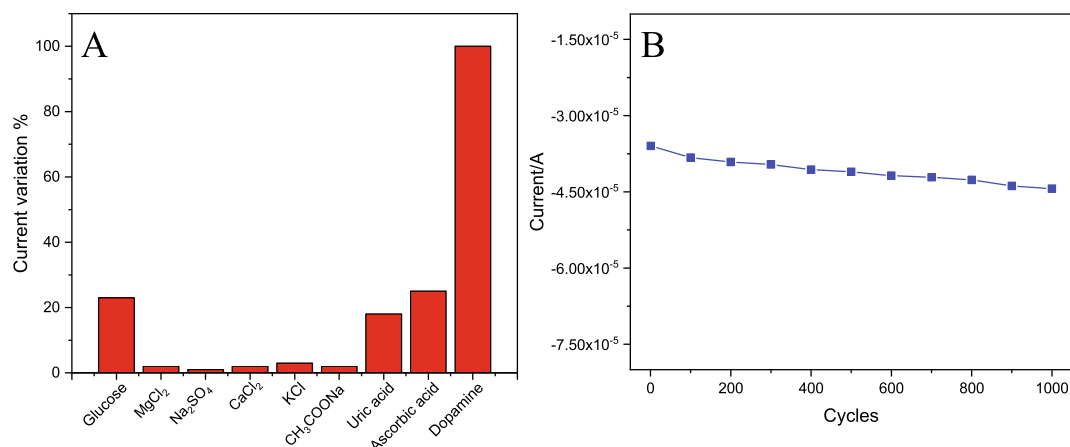 A
Current variation %
100
80
60
40
20
0
Glucose
MgCl₂
Na₂SO₄
CaCl₂
KCl
CH₃COONa
Uric acid
Ascorbic acid
Dopamine
B
Current/A
-1.50x10⁻⁵
-3.00x10⁻⁵
-4.50x10⁻⁵
-6.00x10⁻⁵
-7.50x10⁻⁵
0 200 400 600 800 1000
Cycles